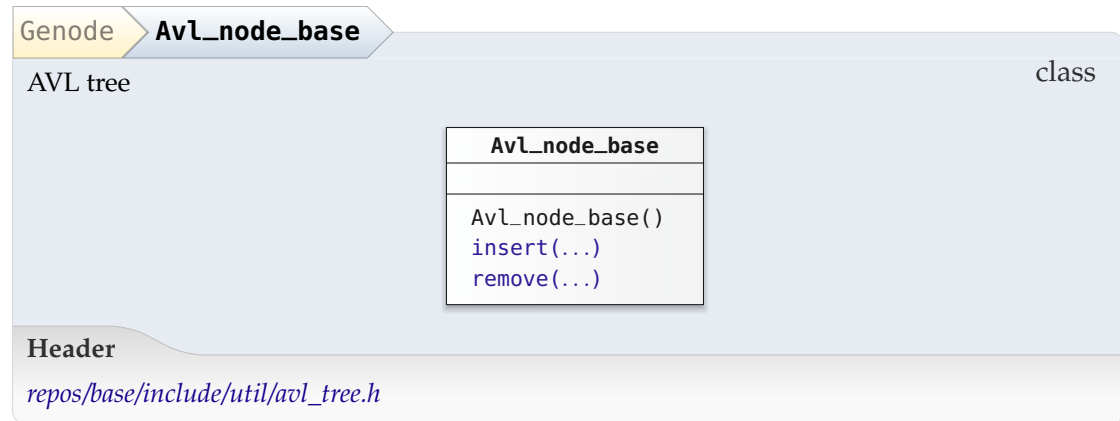 Genode Avl_node_base
AVL tree
class
Avl_node_base
Avl_node_base()
insert(...)
remove(...)
Header
repos/base/include/util/avl_tree.h